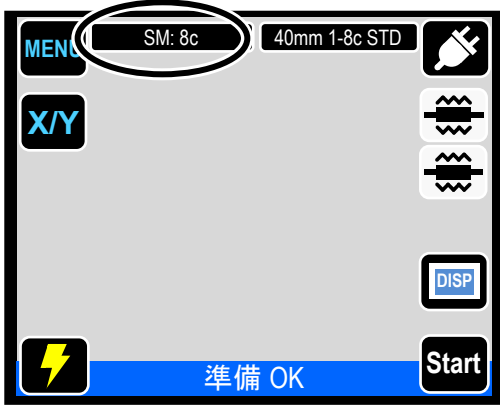 MENU
SM: 8c
40mm 1-8c STD
X/Y
DISP
準備 OK
Start